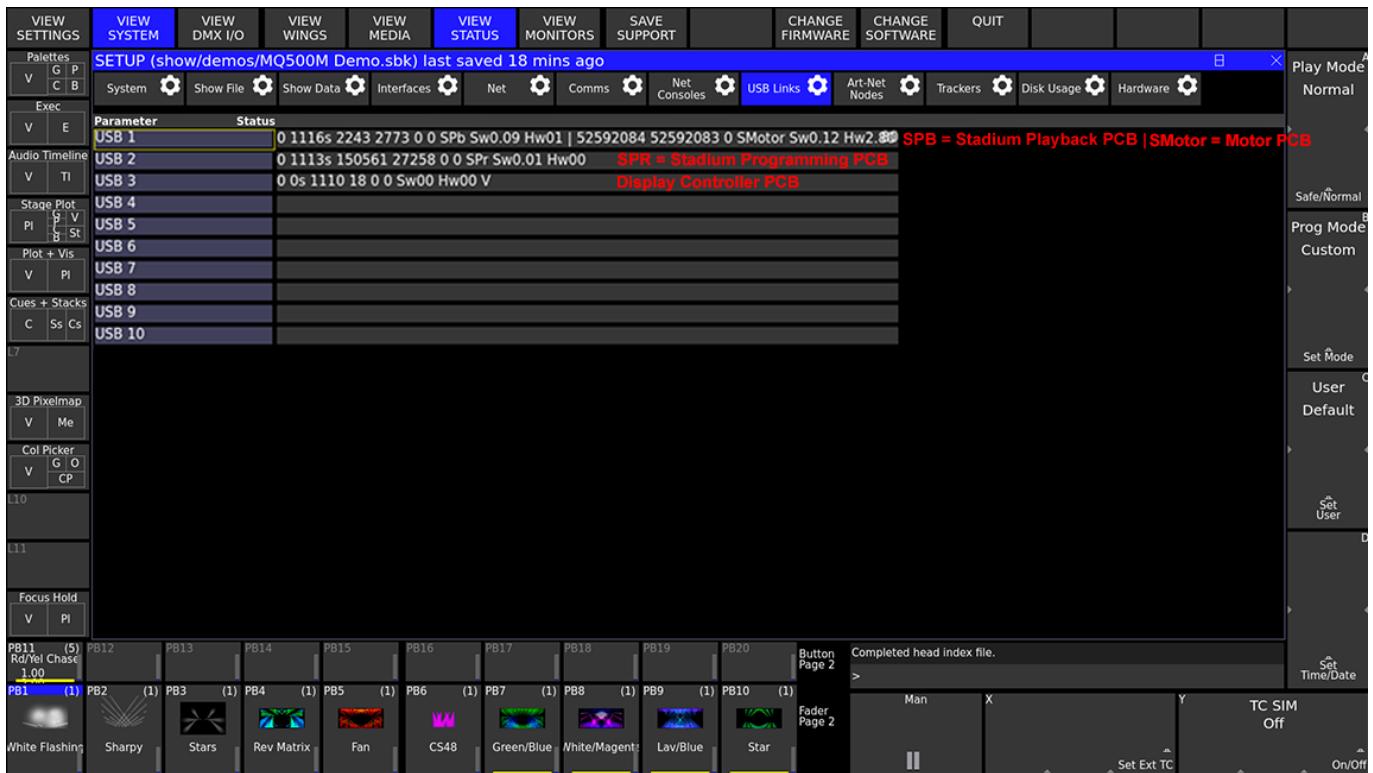 VIEW SETTINGS
VIEW SYSTEM
VIEW DMX I/O
VIEW WINGS
VIEW MEDIA
VIEW STATUS
VIEW MONITORS
SAVE SUPPORT
CHANGE FIRMWARE
CHANGE SOFTWARE
QUIT
SETUP (show/demos/MQ500M Demo.sbk) last saved 18 mins ago
System
Show File
Show Data
Interfaces
Net
Comms
Net Consoles
USB Links
Art-Net Nodes
Trackers
Disk Usage
Hardware
Parameter Status
USB 1 0 1116s 2243 2773 0 0 SPb Sw0.09 Hw01 | 52592084 52592083 0 SMotor Sw0.12 Hw2. SPB = Stadium Playback PCB | SMotor = Motor PCB
USB 2 0 1113s 150561 27258 0 0 SPr Sw0.01 Hw00 SPR = Stadium Programming PCB
USB 3 0 0s 1110 18 0 0 Sw00 Hw00 V Display Controller PCB
USB 4
USB 5
USB 6
USB 7
USB 8
USB 9
USB 10
Palettes
V G P C B
Exec
V E
Audio Timeline
V TI
Stage Plot
PI V St
Plot + Vis
V PI
Cues + Stacks
C Ss Cs
L7
3D Pixelmap
V Me
Col Picker
V G O CP
L10
L11
Focus Hold
V PI
A
Play Mode
Normal
Safe/Normal
B
Prog Mode
Custom
Set Mode
C
User
Default
Set User
D
Set Time/Date
PB11 (5)
Rd/Yel Chase
1.00
PB12
PB13
PB14
PB15
PB16
PB17
PB18
PB19
PB20
Button Page 2
Completed head index file.
>
PB1 (1)
White Flashing
PB2 (1)
Sharpy
PB3 (1)
Stars
PB4 (1)
Rev Matrix
PB5 (1)
Fan
PB6 (1)
CS48
PB7 (1)
Green/Blue
PB8 (1)
White/Magent
PB9 (1)
Lav/Blue
PB10 (1)
Star
Fader Page 2
Man
X
Set Ext TC
Y
TC SIM
Off
On/Off